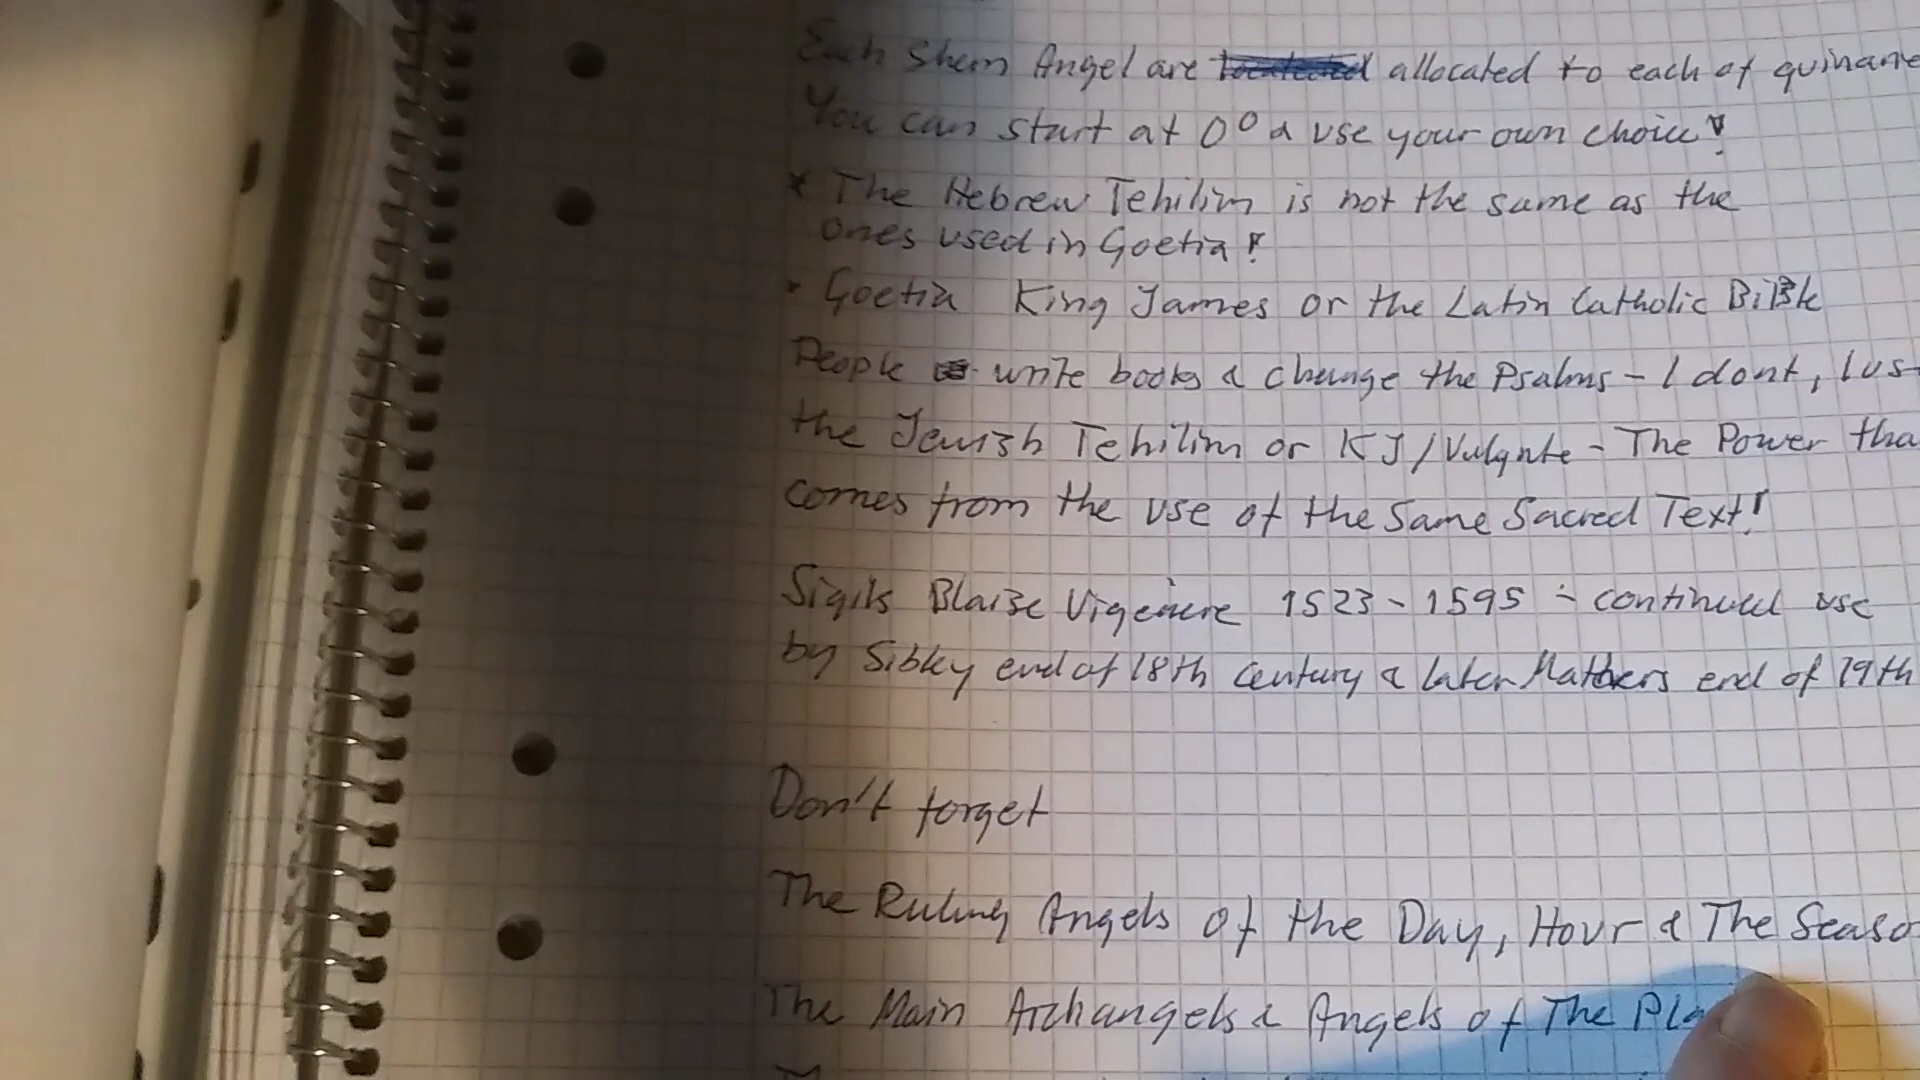 Each Shem Angel are allocated to each of quinane
You can start at 0° & use your own choice!
* The Hebrew Tehilim is not the same as the
ones used in Goetia!
* Goetia King James or the Latin Catholic Bible
People write books & change the Psalms - I dont, I us
the Jewish Tehilim or KJ/Vulgate - The Power tha
comes from the use of the Same Sacred Text!
Sigils Blaise Vigenere 1523 - 1595 - continued use
by Sibley end of 18th century & later Mathers end of 19th
Don't forget
The Ruling Angels of the Day, Hour & The Seaso
The Main Archangels & Angels of The Pla